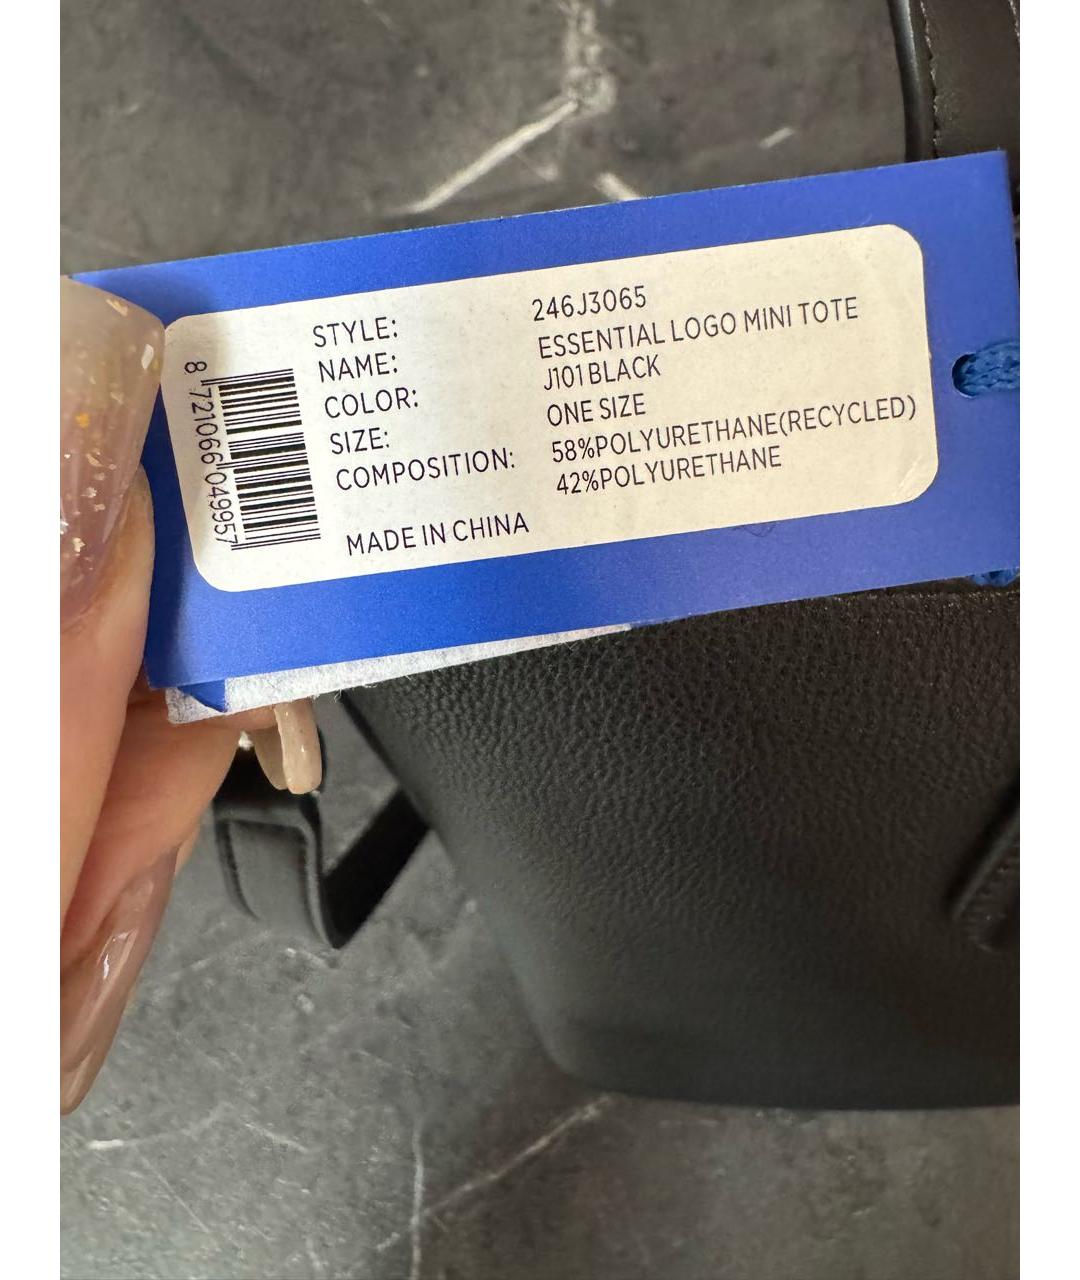 STYLE: 246J3065
NAME: ESSENTIAL LOGO MINI TOTE
COLOR: J101 BLACK
SIZE: ONE SIZE
COMPOSITION: 58%POLYURETHANE(RECYCLED)
42%POLYURETHANE
MADE IN CHINA
8 721066 049957